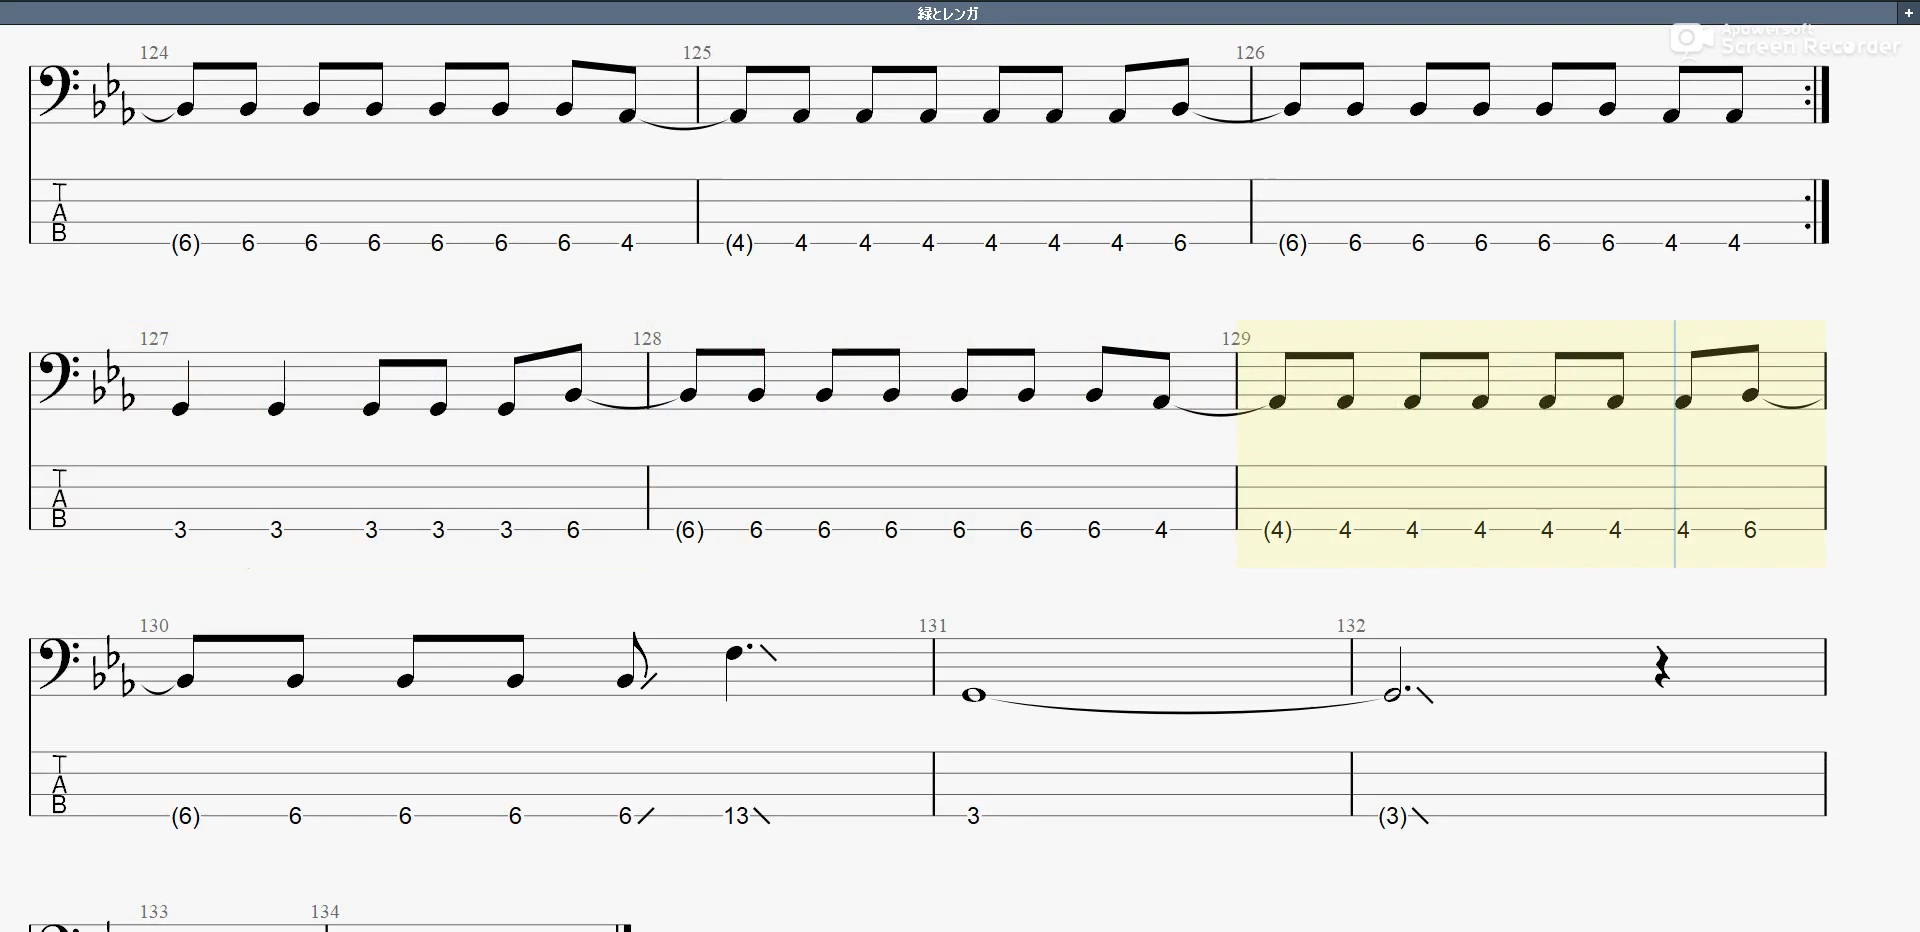 緑とレンガ +
Apowersoft
Screen Recorder
124 125 126
T
A
B
(6) 6 6 6 6 6 6 4 (4) 4 4 4 4 4 4 6 (6) 6 6 6 6 6 4 4
127 128 129
T
A
B
3 3 3 3 3 6 (6) 6 6 6 6 6 6 4 (4) 4 4 4 4 4 4 6
130 131 132
T
A
B
(6) 6 6 6 6 13 3 (3)
133 134